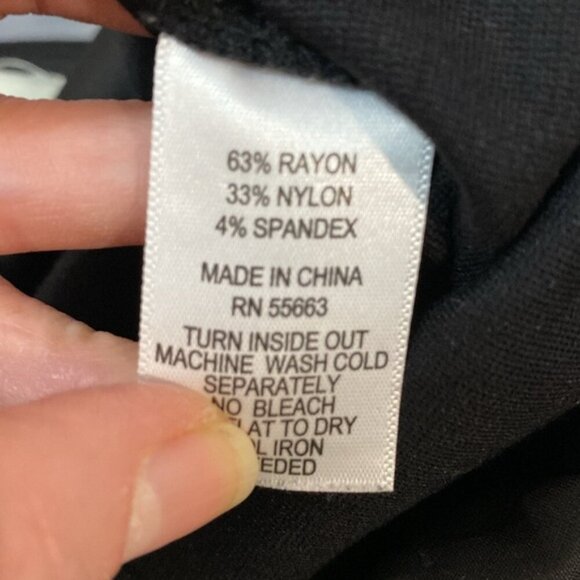 63% RAYON
33% NYLON
4% SPANDEX
MADE IN CHINA
RN 55663
TURN INSIDE OUT
MACHINE WASH COLD
SEPARATELY
NO BLEACH
FLAT TO DRY
IRON